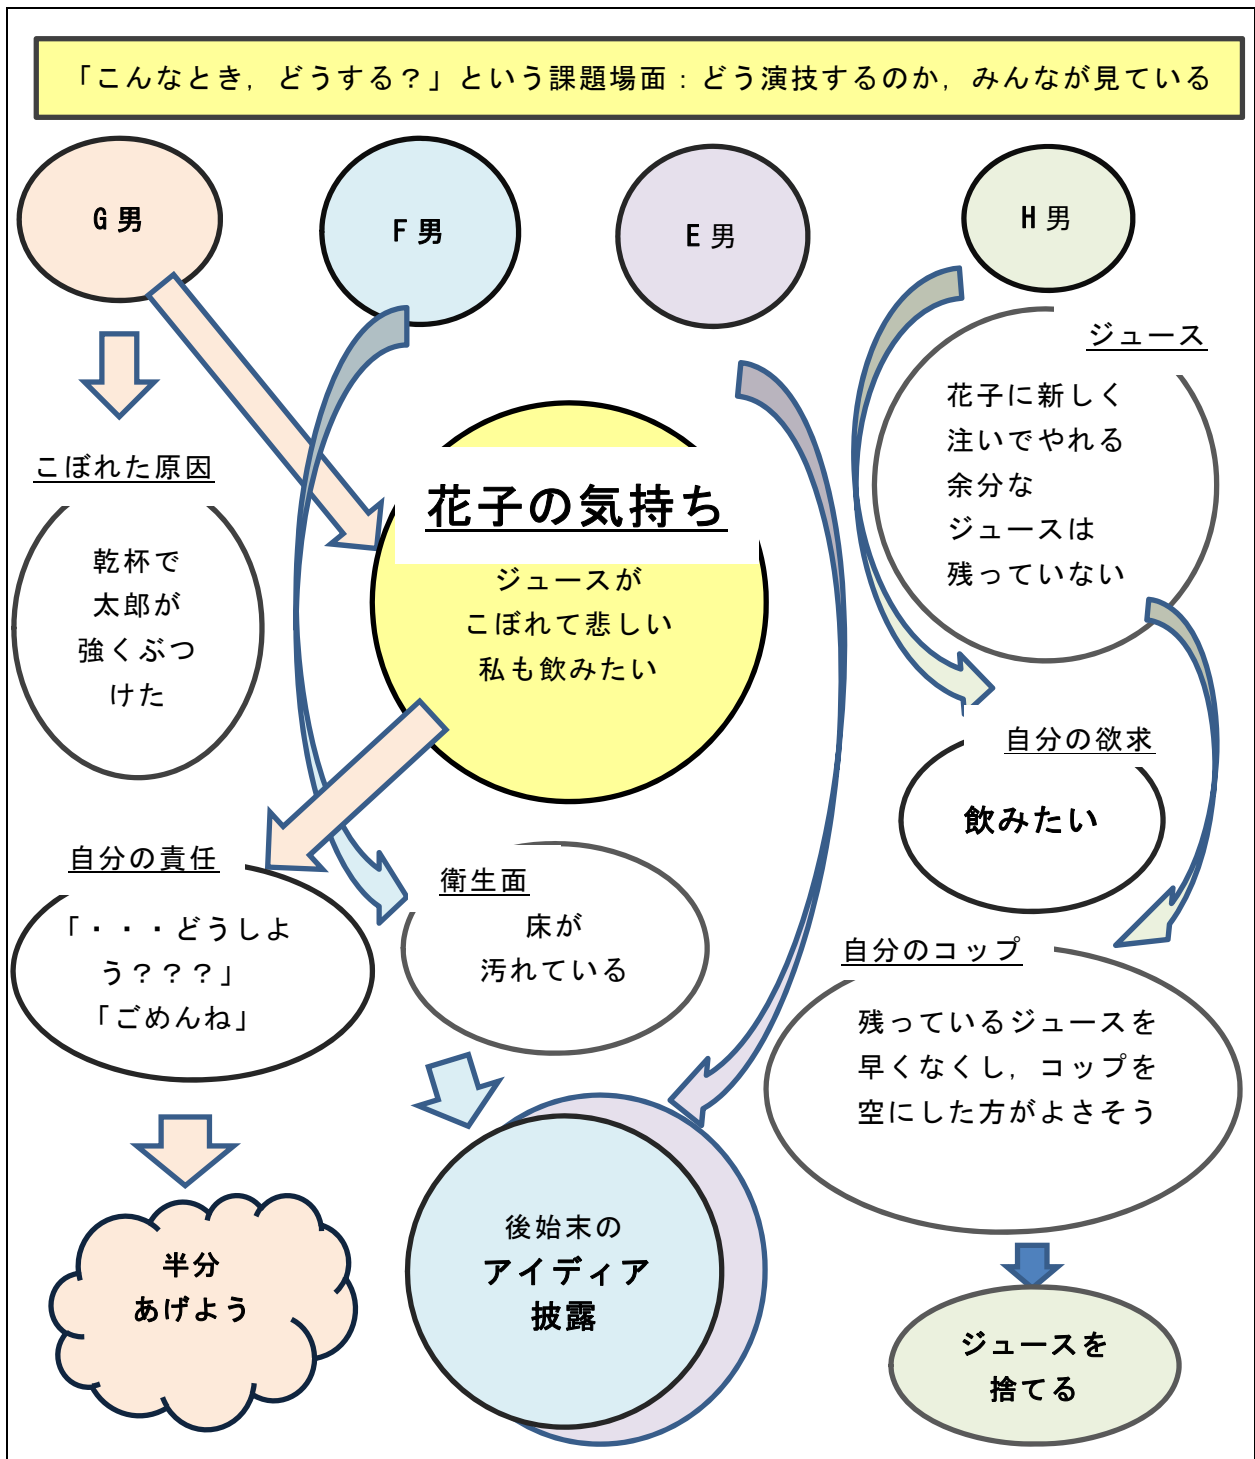 「こんなとき，どうする？」という課題場面：どう演技するのか，みんなが見ている
G男
F男
E男
H男
こぼれた原因
乾杯で
太郎が
強くぶつ
けた
花子の気持ち
ジュースが
こぼれて悲しい
私も飲みたい
ジュース
花子に新しく
注いでやれる
余分な
ジュースは
残っていない
自分の欲求
飲みたい
自分の責任
「・・・どうしよ
う？？？」
「ごめんね」
衛生面
床が
汚れている
自分のコップ
残っているジュースを
早くなくし，コップを
空にした方がよさそう
半分
あげよう
後始末の
アイディア
披露
ジュースを
捨てる